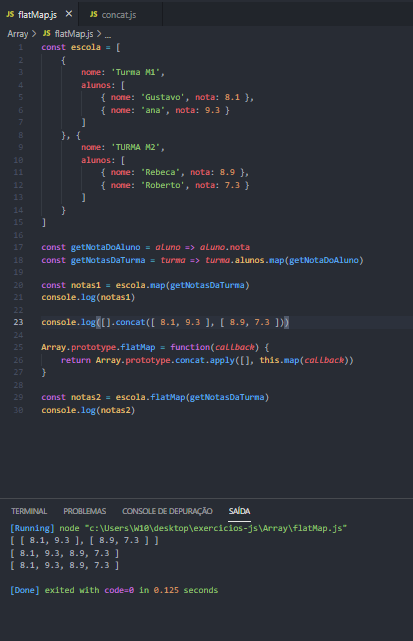 JS flatMap.js × JS concat.js
Array > JS flatMap.js > ...
1 const escola = [
2 {
3 nome: 'Turma M1',
4 alunos: [
5 { nome: 'Gustavo', nota: 8.1 },
6 { nome: 'ana', nota: 9.3 }
7 ]
8 }, {
9 nome: 'TURMA M2',
10 alunos: [
11 { nome: 'Rebeca', nota: 8.9 },
12 { nome: 'Roberto', nota: 7.3 }
13 ]
14 }
15 ]
16
17 const getNotaDoAluno = aluno => aluno.nota
18 const getNotasDaTurma = turma => turma.alunos.map(getNotaDoAluno)
19
20 const notas1 = escola.map(getNotasDaTurma)
21 console.log(notas1)
22
23 console.log([].concat([ 8.1, 9.3 ], [ 8.9, 7.3 ]))
24
25 Array.prototype.flatMap = function(callback) {
26 return Array.prototype.concat.apply([], this.map(callback))
27 }
28
29 const notas2 = escola.flatMap(getNotasDaTurma)
30 console.log(notas2)
TERMINAL PROBLEMAS CONSOLE DE DEPURAÇÃO SAÍDA
[Running] node "c:\Users\W10\desktop\exercicios-js\Array\flatMap.js"
[ [ 8.1, 9.3 ], [ 8.9, 7.3 ] ]
[ 8.1, 9.3, 8.9, 7.3 ]
[ 8.1, 9.3, 8.9, 7.3 ]
[Done] exited with code=0 in 0.125 seconds